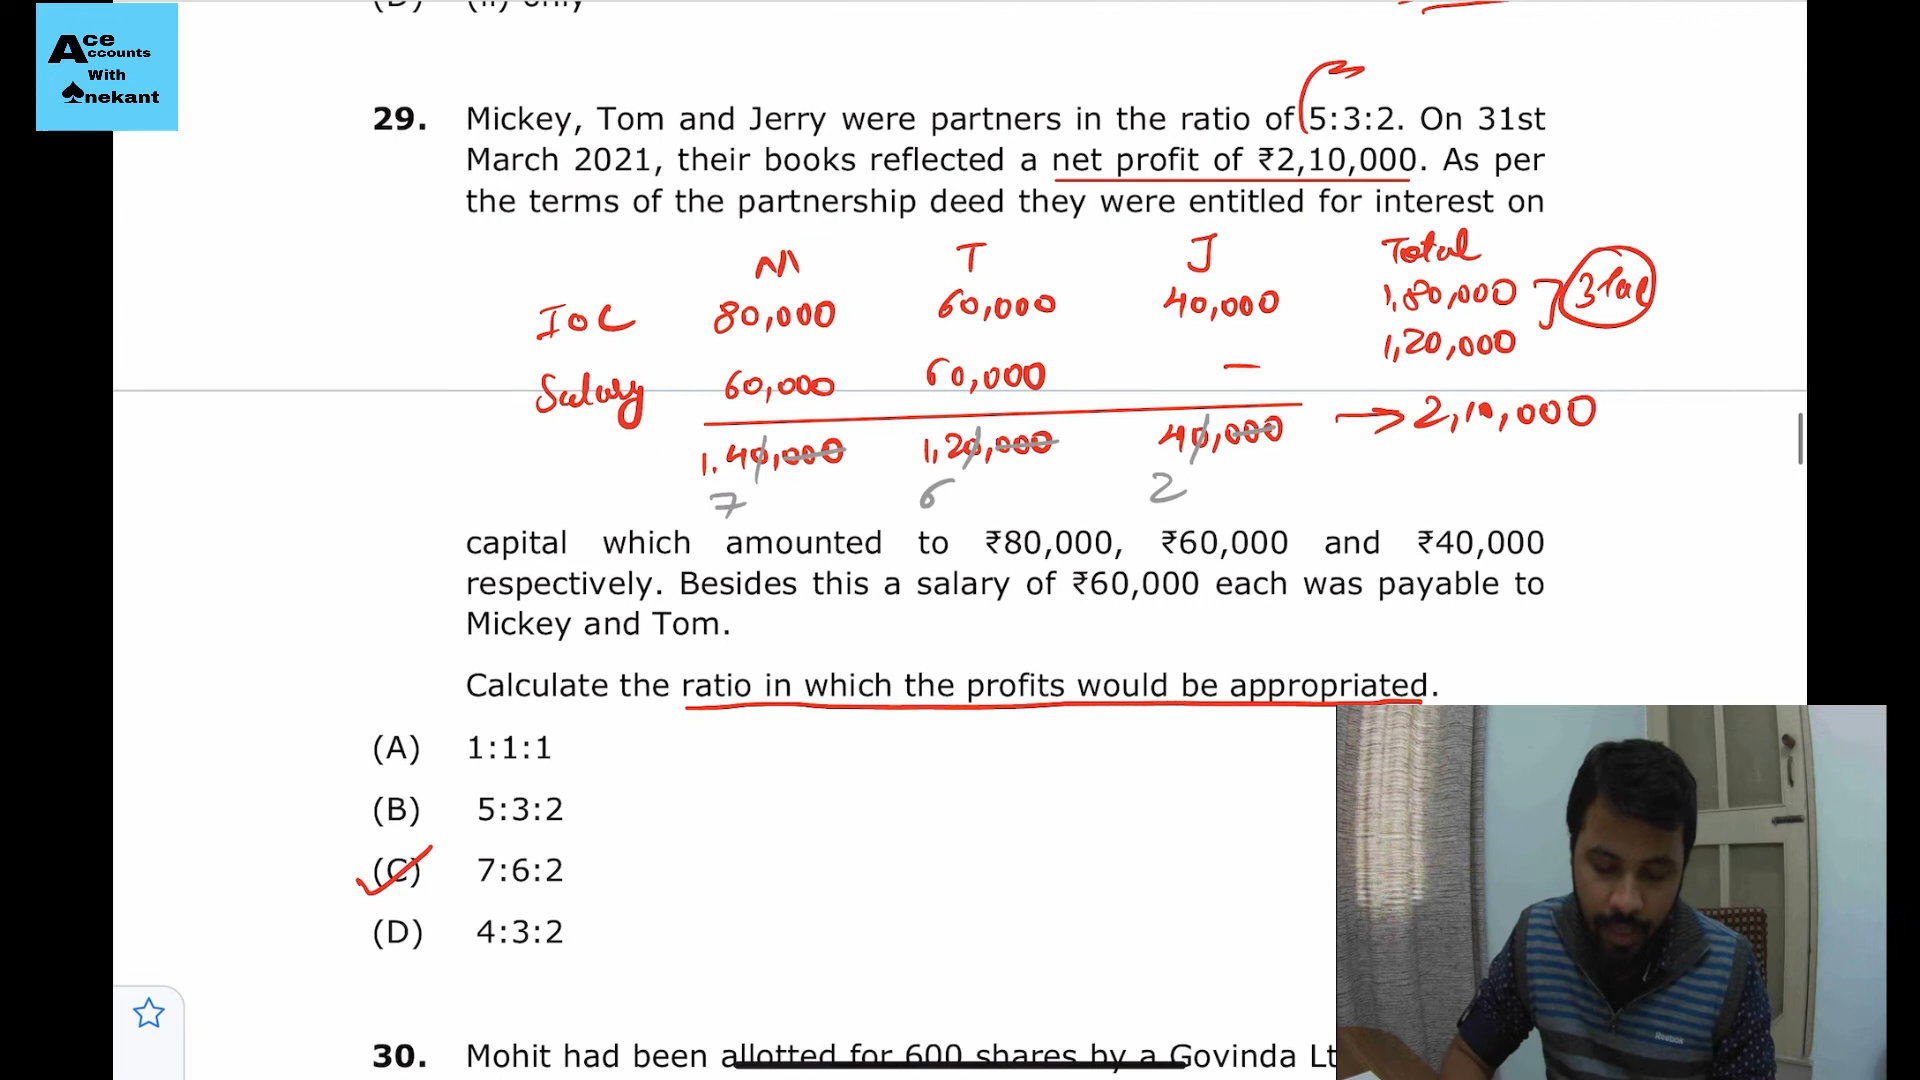 (D) (ii) only
Ace
Accounts
With
Anekant
29. Mickey, Tom and Jerry were partners in the ratio of 5:3:2. On 31st
March 2021, their books reflected a net profit of ₹2,10,000. As per
the terms of the partnership deed they were entitled for interest on
M T J Total
IOC 80,000 60,000 40,000 1,80,000 3 lac
1,20,000
Salary 60,000 60,000 –
1,40,000 1,20,000 40,000 → 2,10,000
7 6 2
capital which amounted to ₹80,000, ₹60,000 and ₹40,000
respectively. Besides this a salary of ₹60,000 each was payable to
Mickey and Tom.
Calculate the ratio in which the profits would be appropriated.
(A) 1:1:1
(B) 5:3:2
(C) 7:6:2
(D) 4:3:2
30. Mohit had been allotted for 600 shares by a Govinda Lt
Reebok